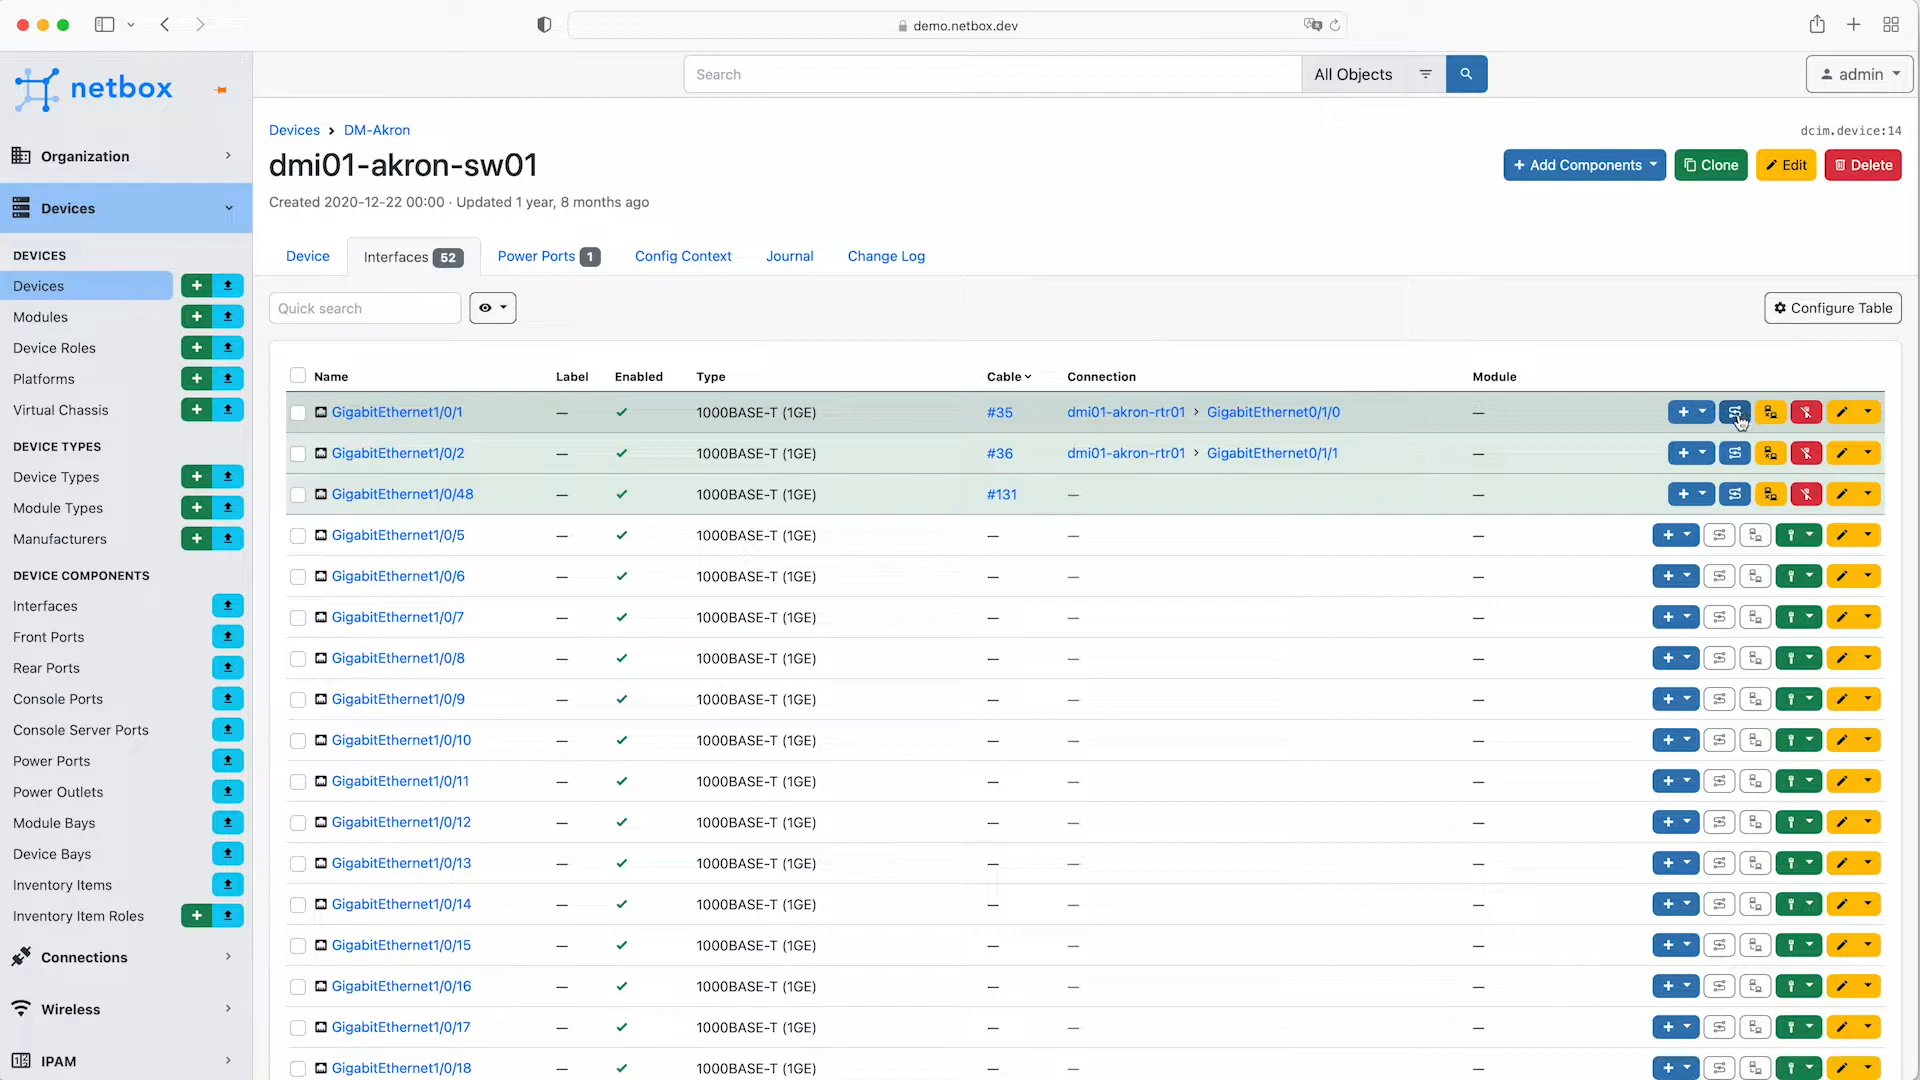 demo.netbox.dev
netbox
Search
All Objects
admin
Organization
Devices
DEVICES
Devices
Modules
Device Roles
Platforms
Virtual Chassis
DEVICE TYPES
Device Types
Module Types
Manufacturers
DEVICE COMPONENTS
Interfaces
Front Ports
Rear Ports
Console Ports
Console Server Ports
Power Ports
Power Outlets
Module Bays
Device Bays
Inventory Items
Inventory Item Roles
Connections
Wireless
IPAM
Devices > DM-Akron
dcim.device:14
dmi01-akron-sw01
+ Add Components
Clone
Edit
Delete
Created 2020-12-22 00:00 · Updated 1 year, 8 months ago
Device Interfaces 52 Power Ports 1 Config Context Journal Change Log
Quick search
Configure Table
Name Label Enabled Type Cable Connection Module
GigabitEthernet1/0/1 — 1000BASE-T (1GE) #35 dmi01-akron-rtr01 > GigabitEthernet0/1/0 —
GigabitEthernet1/0/2 — 1000BASE-T (1GE) #36 dmi01-akron-rtr01 > GigabitEthernet0/1/1 —
GigabitEthernet1/0/48 — 1000BASE-T (1GE) #131 — —
GigabitEthernet1/0/5 — 1000BASE-T (1GE) — — —
GigabitEthernet1/0/6 — 1000BASE-T (1GE) — — —
GigabitEthernet1/0/7 — 1000BASE-T (1GE) — — —
GigabitEthernet1/0/8 — 1000BASE-T (1GE) — — —
GigabitEthernet1/0/9 — 1000BASE-T (1GE) — — —
GigabitEthernet1/0/10 — 1000BASE-T (1GE) — — —
GigabitEthernet1/0/11 — 1000BASE-T (1GE) — — —
GigabitEthernet1/0/12 — 1000BASE-T (1GE) — — —
GigabitEthernet1/0/13 — 1000BASE-T (1GE) — — —
GigabitEthernet1/0/14 — 1000BASE-T (1GE) — — —
GigabitEthernet1/0/15 — 1000BASE-T (1GE) — — —
GigabitEthernet1/0/16 — 1000BASE-T (1GE) — — —
GigabitEthernet1/0/17 — 1000BASE-T (1GE) — — —
GigabitEthernet1/0/18 — 1000BASE-T (1GE) — — —